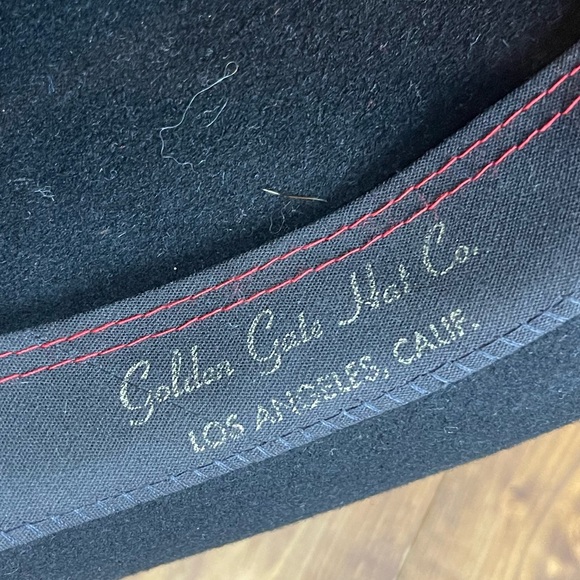 Golden Gate Hat Co.
LOS ANGELES, CALIF.